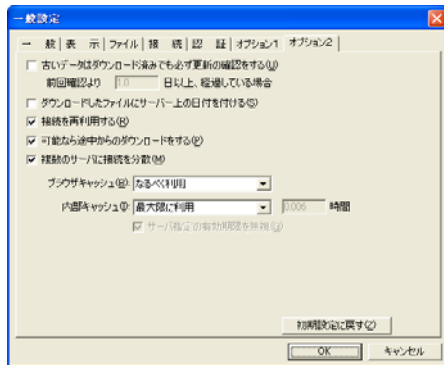 一般設定
一 般 表 示 ファイル 接 続 認 証 オプション1 オプション2
古いデータはダウンロード済みでも必ず更新の確認をする(U)
前回確認より 1.0 日以上、経過している場合
ダウンロードしたファイルにサーバー上の日付を付ける(S)
接続を再利用する(R)
可能なら途中からのダウンロードをする(P)
複数のサーバに接続を分散(M)
ブラウザキャッシュ(B): なるべく利用
内部キャッシュ(I): 最大限に利用 0.006 時間
サーバ指定の有効期限を無視(G)
初期設定に戻す(Z)
OK キャンセル